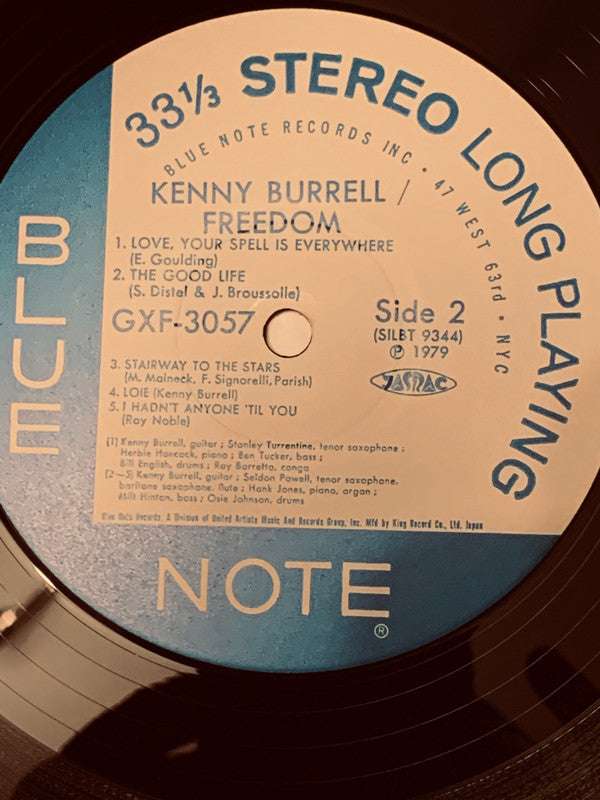 33⅓ STEREO LONG PLAYING
BLUE NOTE RECORDS INC • 47 WEST 63rd • NYC
KENNY BURRELL /
FREEDOM
1. LOVE, YOUR SPELL IS EVERYWHERE
(E. Goulding)
2. THE GOOD LIFE
(S. Distel & J. Broussolle)
GXF-3057
Side 2
(SILBT 9344)
℗ 1979
JASRAC
3. STAIRWAY TO THE STARS
(M. Malneck, F. Signorelli, Parish)
4. LOIE (Kenny Burrell)
5. I HADN'T ANYONE 'TIL YOU
(Ray Noble)
(1) Kenny Burrell, guitar ; Stanley Turrentine, tenor saxophone ;
Herbie Hancock, piano ; Ben Tucker, bass ;
Bill English, drums ; Ray Barretto, conga
(2~5) Kenny Burrell, guitar ; Seldon Powell, tenor saxophone,
baritone saxophone, flute ; Hank Jones, piano, organ ;
Milt Hinton, bass ; Osie Johnson, drums
Blue Note Records, A Division of United Artists Music And Records Group, Inc. Mfd by King Record Co., Ltd. Japan
BLUE
NOTE®